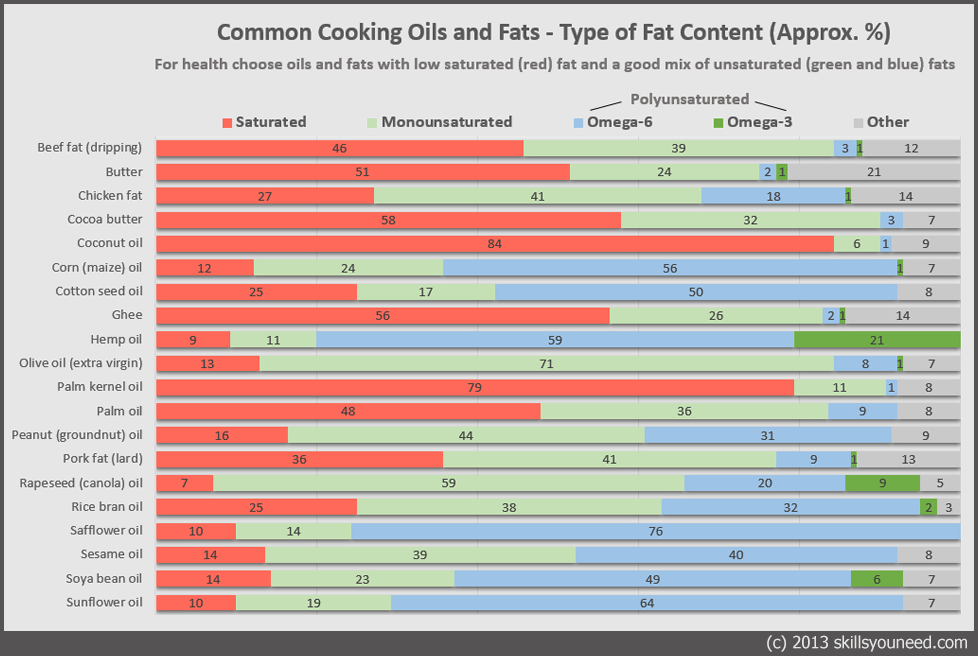 Common Cooking Oils and Fats - Type of Fat Content (Approx. %)
For health choose oils and fats with low saturated (red) fat and a good mix of unsaturated (green and blue) fats
Polyunsaturated
Saturated Monounsaturated Omega-6 Omega-3 Other
Beef fat (dripping) 46 39 3 1 12
Butter 51 24 2 1 21
Chicken fat 27 41 18 1 14
Cocoa butter 58 32 3 7
Coconut oil 84 6 1 9
Corn (maize) oil 12 24 56 1 7
Cotton seed oil 25 17 50 8
Ghee 56 26 2 1 14
Hemp oil 9 11 59 21
Olive oil (extra virgin) 13 71 8 1 7
Palm kernel oil 79 11 1 8
Palm oil 48 36 9 8
Peanut (groundnut) oil 16 44 31 9
Pork fat (lard) 36 41 9 1 13
Rapeseed (canola) oil 7 59 20 9 5
Rice bran oil 25 38 32 2 3
Safflower oil 10 14 76
Sesame oil 14 39 40 8
Soya bean oil 14 23 49 6 7
Sunflower oil 10 19 64 7
(c) 2013 skillsyouneed.com